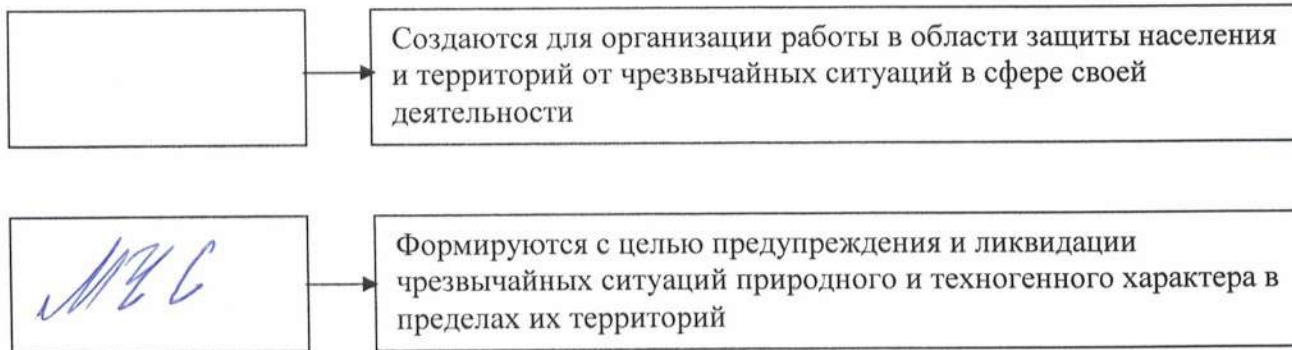 Создаются для организации работы в области защиты населения
и территорий от чрезвычайных ситуаций в сфере своей
деятельности
МЧС
Формируются с целью предупреждения и ликвидации
чрезвычайных ситуаций природного и техногенного характера в
пределах их территорий